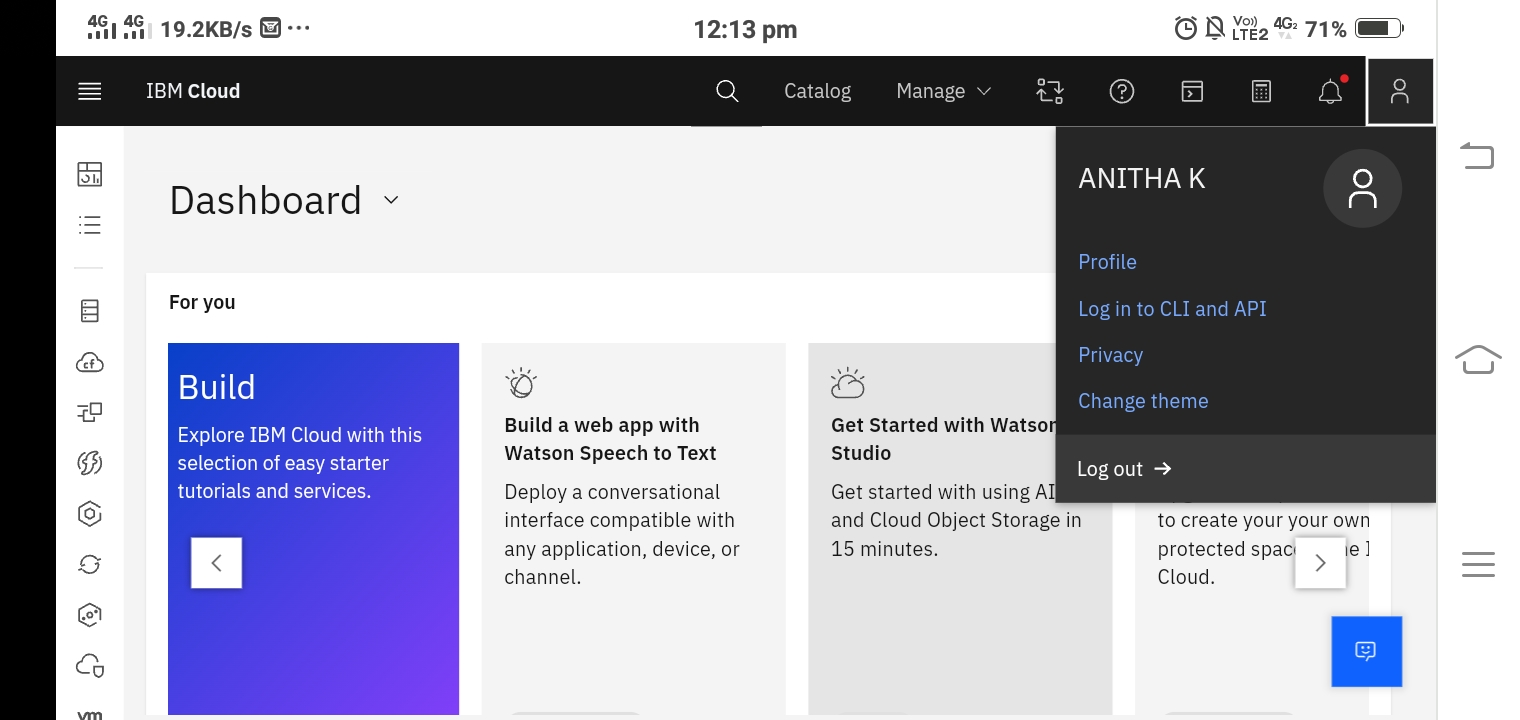 4G 4G 19.2KB/s ... 12:13 pm Vo)) LTE2 4G2 71%
IBM Cloud Catalog Manage
Dashboard
ANITHA K
Profile
Log in to CLI and API
Privacy
Change theme
Log out →
For you
Build
Explore IBM Cloud with this
selection of easy starter
tutorials and services.
Build a web app with
Watson Speech to Text
Deploy a conversational
interface compatible with
any application, device, or
channel.
Get Started with Watson
Studio
Get started with using AI
and Cloud Object Storage in
15 minutes.
to create your your own
protected
Cloud.
cf
vm